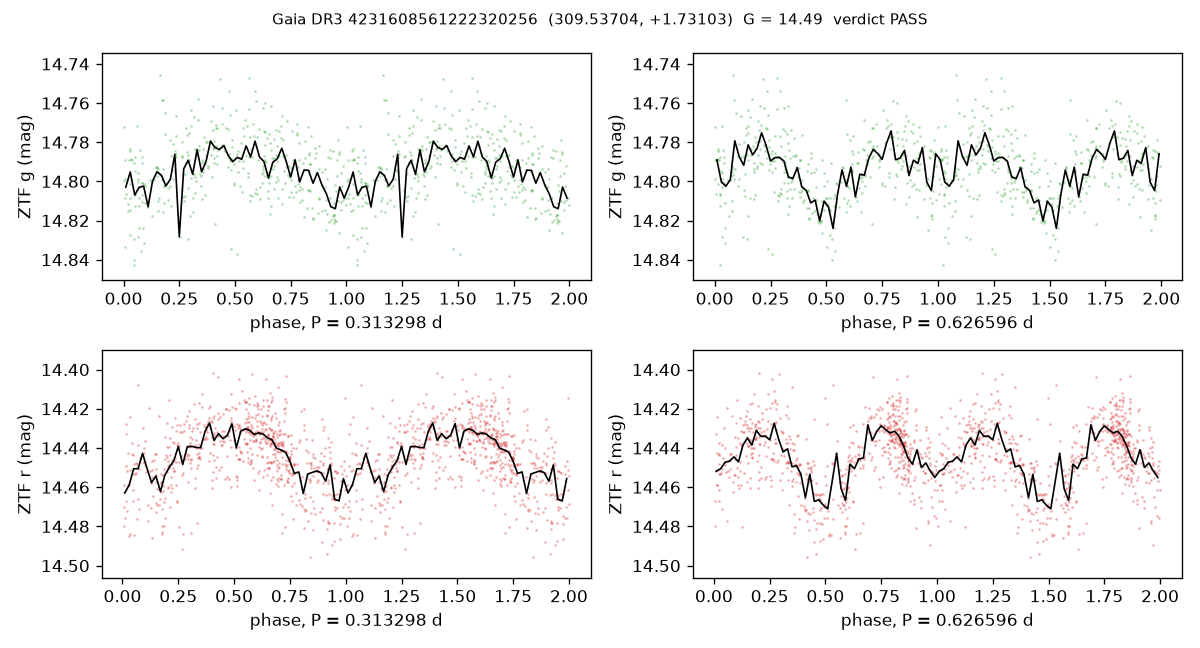 Gaia DR3 4231608561222320256 (309.53704, +1.73103) G = 14.49 verdict PASS
14.74
14.76
14.78
14.80
14.82
14.84
ZTF g (mag)
0.00 0.25 0.50 0.75 1.00 1.25 1.50 1.75 2.00
phase, P = 0.313298 d
14.74
14.76
14.78
14.80
14.82
14.84
ZTF g (mag)
0.00 0.25 0.50 0.75 1.00 1.25 1.50 1.75 2.00
phase, P = 0.626596 d
14.40
14.42
14.44
14.46
14.48
14.50
ZTF r (mag)
0.00 0.25 0.50 0.75 1.00 1.25 1.50 1.75 2.00
phase, P = 0.313298 d
14.40
14.42
14.44
14.46
14.48
14.50
ZTF r (mag)
0.00 0.25 0.50 0.75 1.00 1.25 1.50 1.75 2.00
phase, P = 0.626596 d